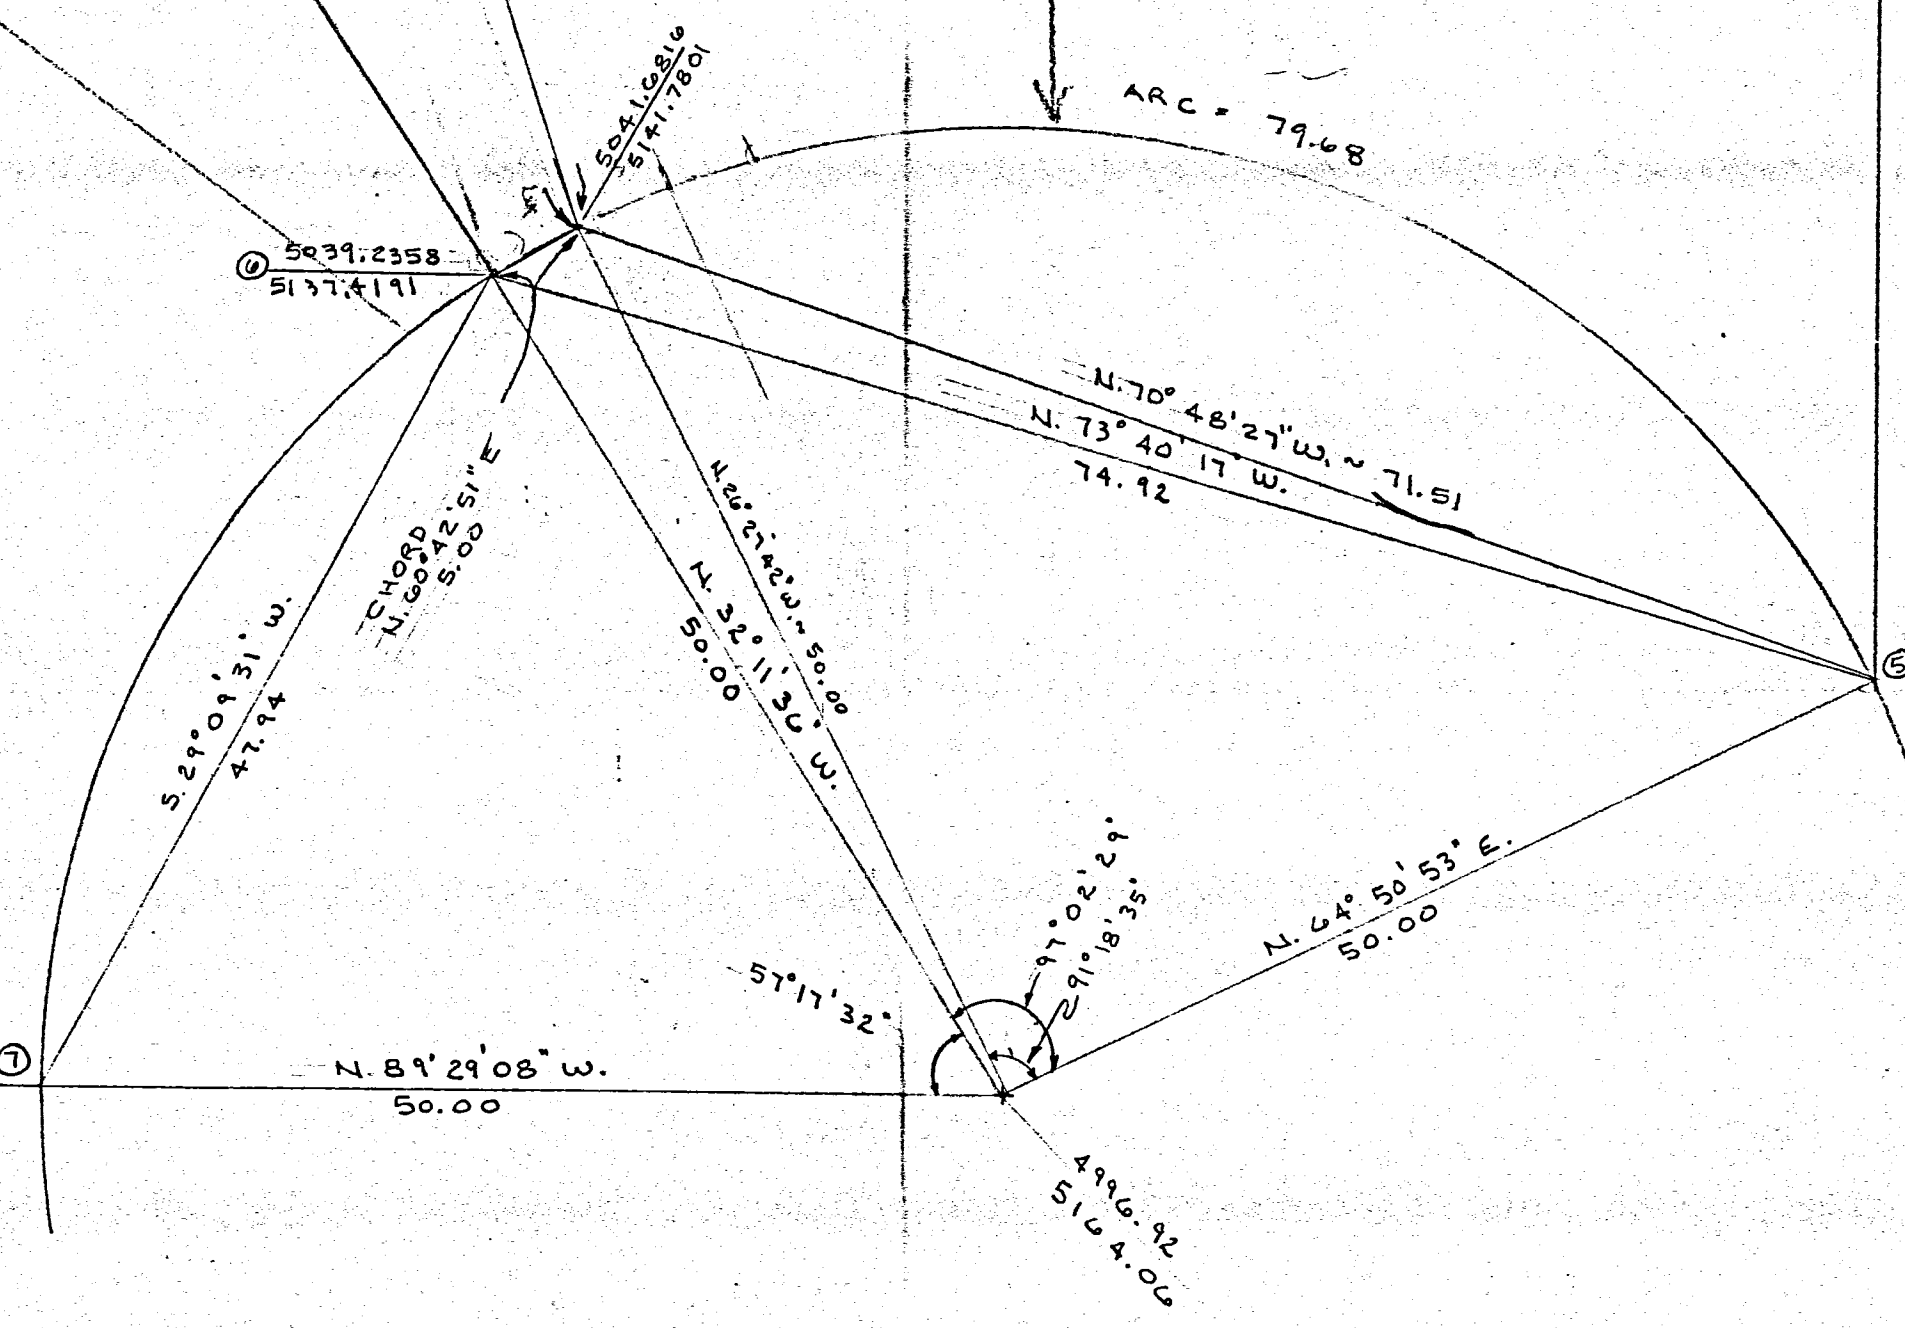 5041.6816
5141.7801
ARC = 79.68
⑥ 5039.2358
5137.4191
N. 70° 48' 27" W. ~ 71.51
N. 73° 40' 17" W.
74.92
CHORD
N. 60° 42' 51" E
5.00
N. 26° 27' 42" W. ~ 50.00
N. 32° 11' 36" W.
50.00
S. 29° 09' 31" W.
47.94
⑤
97° 02' 29"
91° 18' 35"
N. 64° 50' 53" E.
50.00
57° 17' 32"
⑦
N. 89° 29' 08" W.
50.00
4996.92
5164.06